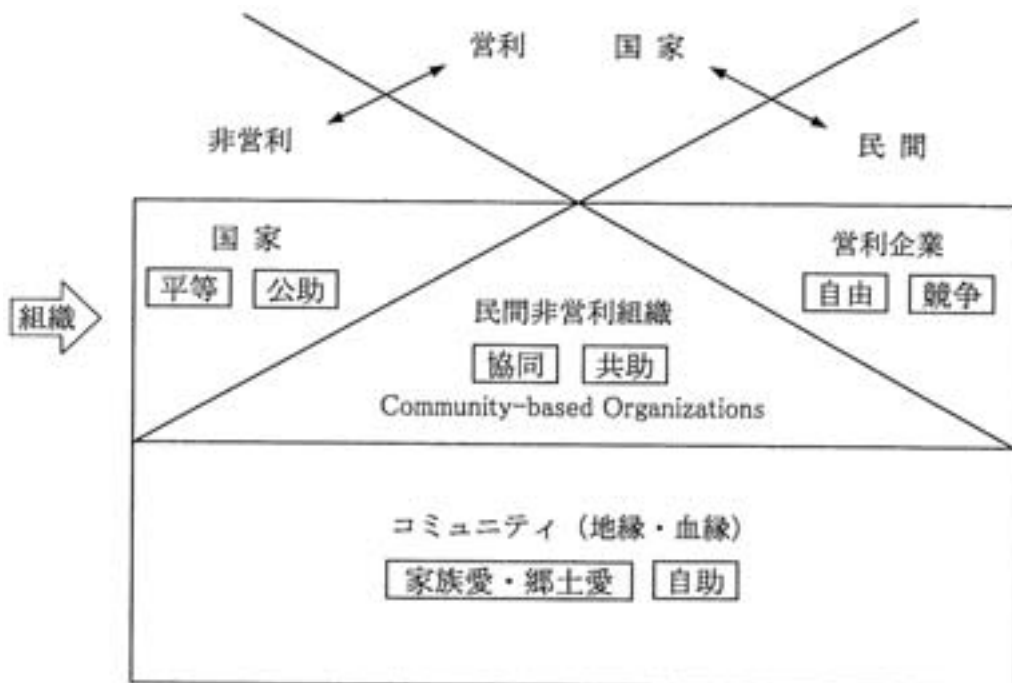 営利
国家
非営利
民間
国家
平等 公助
営利企業
自由 競争
組織
民間非営利組織
協同 共助
Community-based Organizations
コミュニティ（地縁・血縁）
家族愛・郷土愛 自助